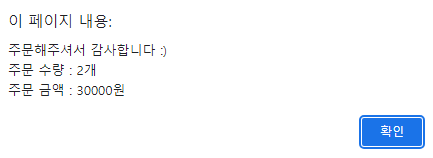 이 페이지 내용:
주문해주셔서 감사합니다 :)
주문 수량 : 2개
주문 금액 : 30000원
확인